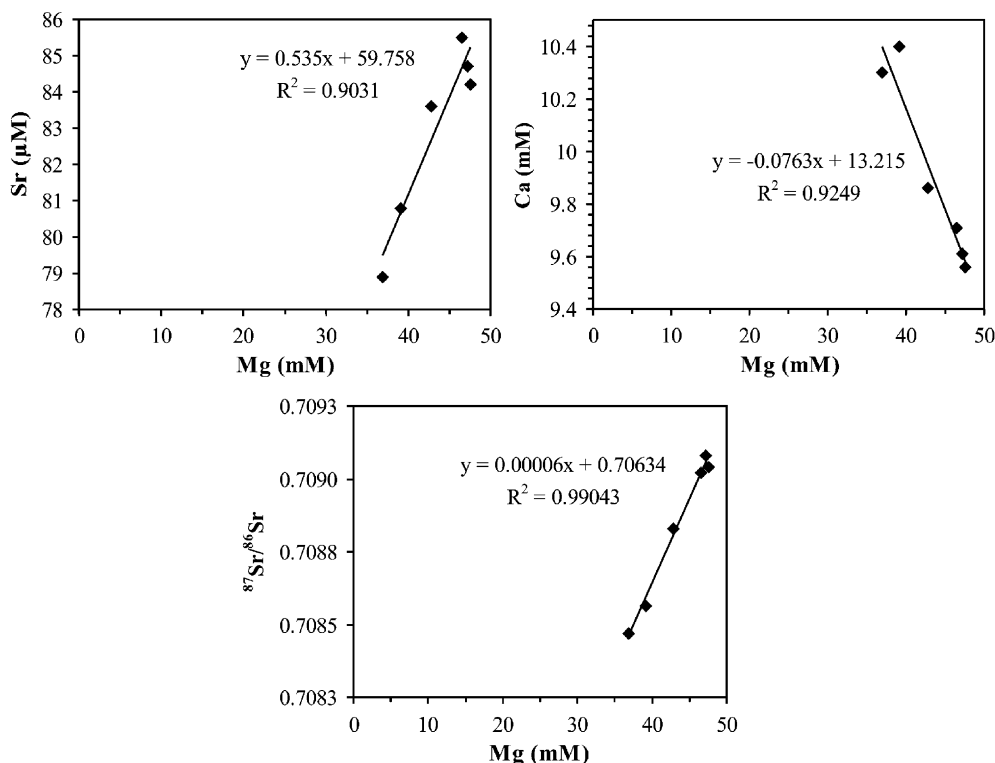 86
85
84
83
82
81
80
79
78
Sr (µM)
y = 0.535x + 59.758
R² = 0.9031
0 10 20 30 40 50
Mg (mM)
10.4
10.2
10
9.8
9.6
9.4
Ca (mM)
y = -0.0763x + 13.215
R² = 0.9249
0 10 20 30 40 50
Mg (mM)
0.7093
0.7090
0.7088
0.7085
0.7083
⁸⁷Sr/⁸⁶Sr
y = 0.00006x + 0.70634
R² = 0.99043
0 10 20 30 40 50
Mg (mM)